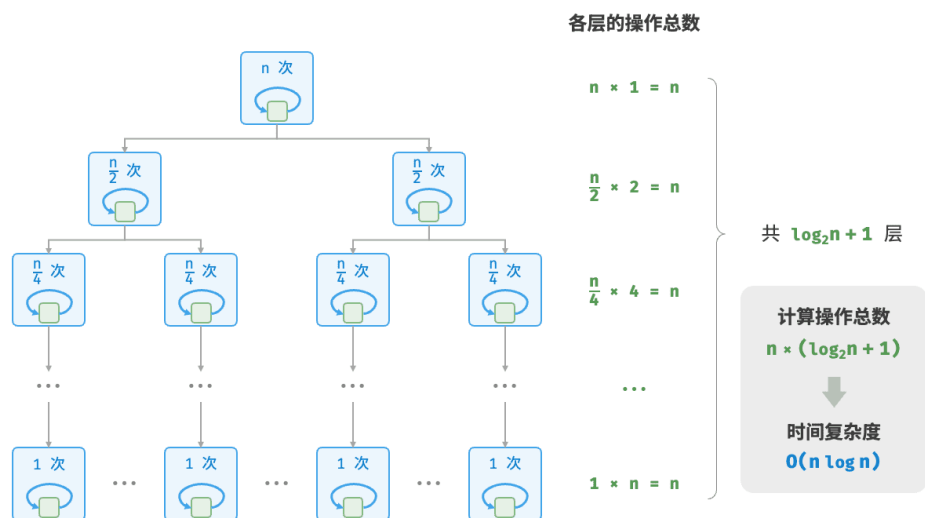 各层的操作总数
n 次
n × 1 = n
n/2 次
n/2 次
n/2 × 2 = n
共 log₂n + 1 层
n/4 次
n/4 次
n/4 次
n/4 次
n/4 × 4 = n
计算操作总数
n × (log₂n + 1)
...
...
...
...
...
时间复杂度
O(n log n)
1 次
...
1 次
...
1 次
...
1 次
1 × n = n